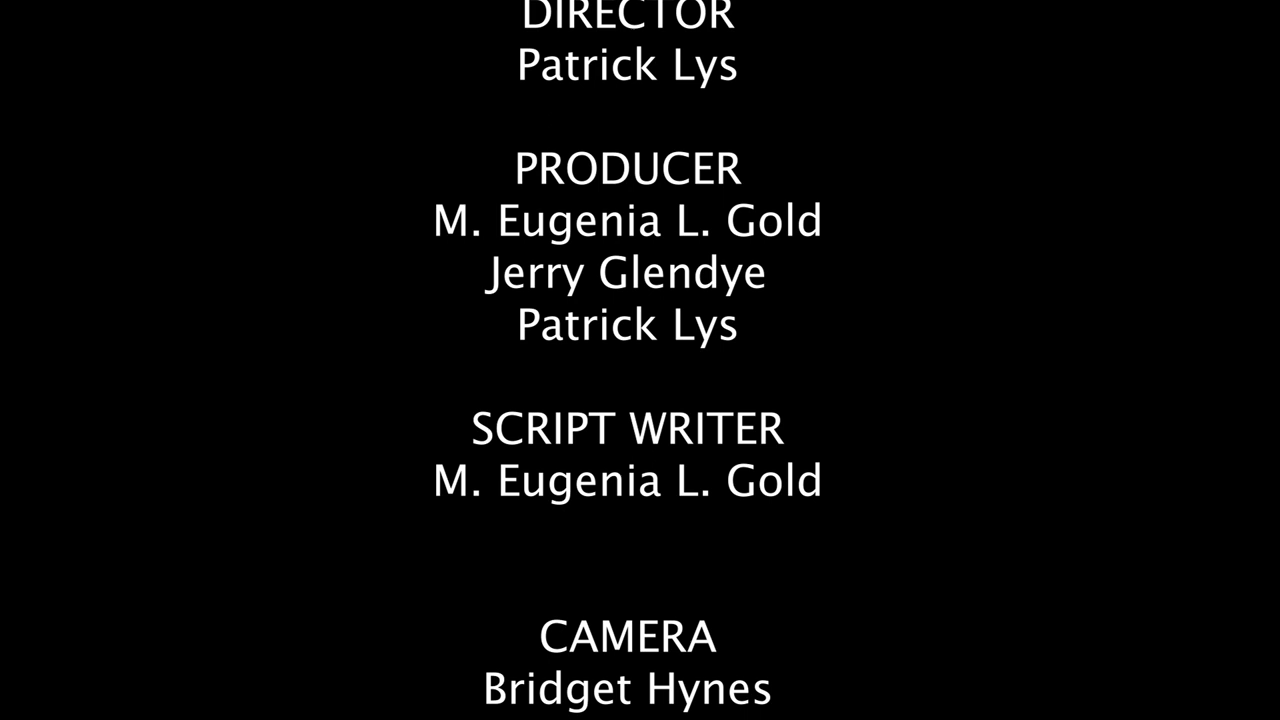 DIRECTOR
Patrick Lys
PRODUCER
M. Eugenia L. Gold
Jerry Glendye
Patrick Lys
SCRIPT WRITER
M. Eugenia L. Gold
CAMERA
Bridget Hynes